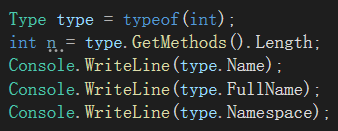 Type type = typeof(int);
int n = type.GetMethods().Length;
Console.WriteLine(type.Name);
Console.WriteLine(type.FullName);
Console.WriteLine(type.Namespace);